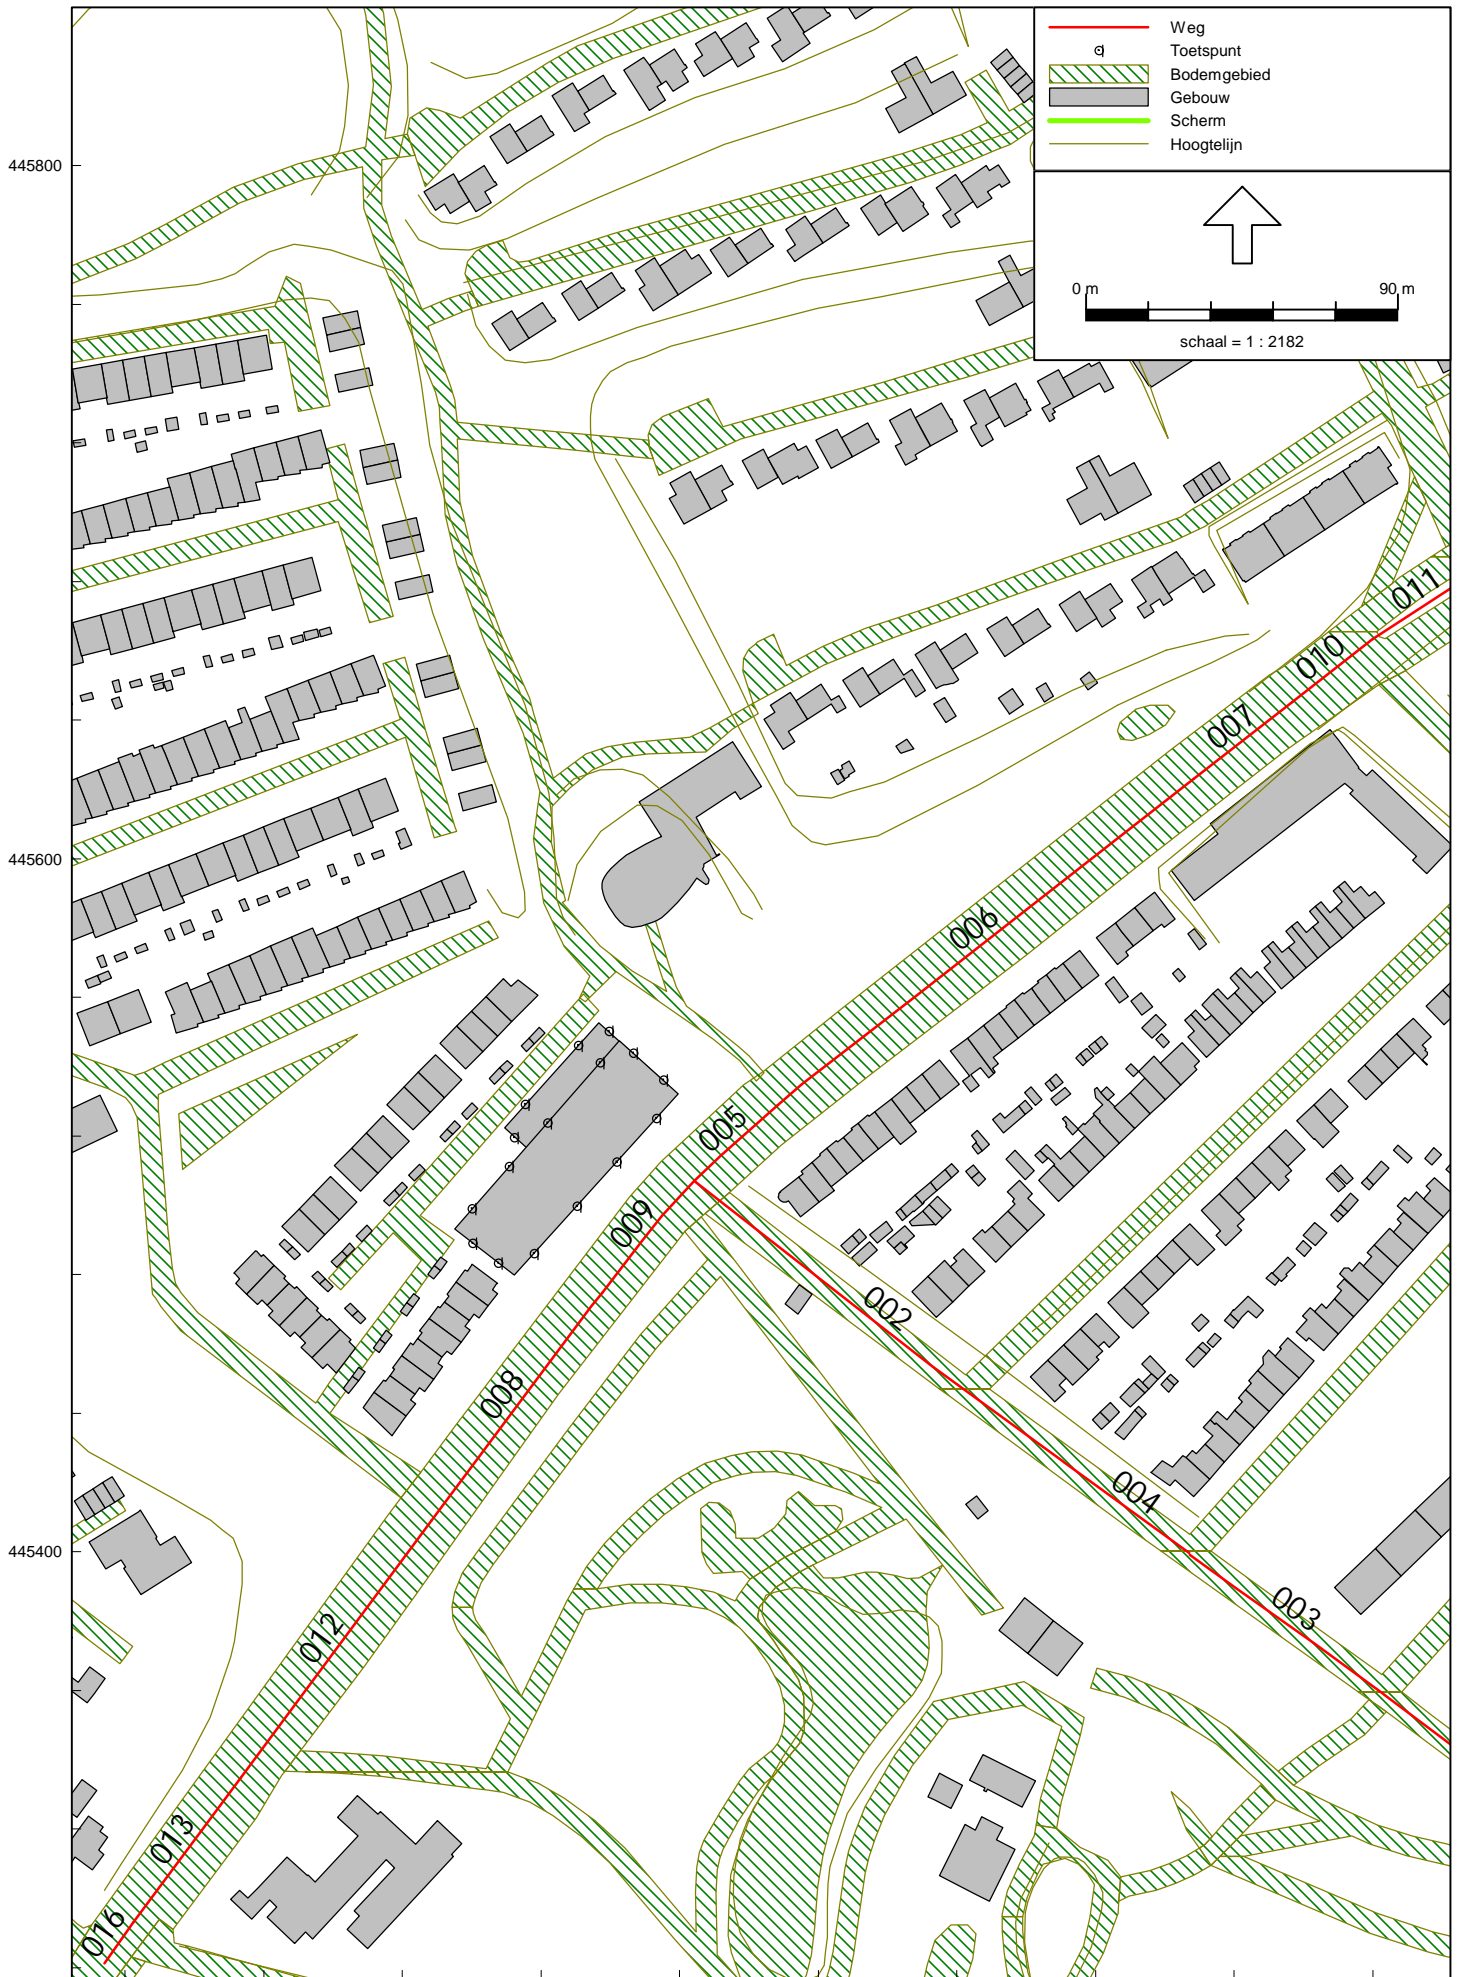 Weg
Toetspunt
Bodemgebied
Gebouw
Scherm
Hoogtelijn
445800
0 m 90 m
schaal = 1 : 2182
011
010
007
445600
006
005
009
002
008
004
445400
003
012
013
016